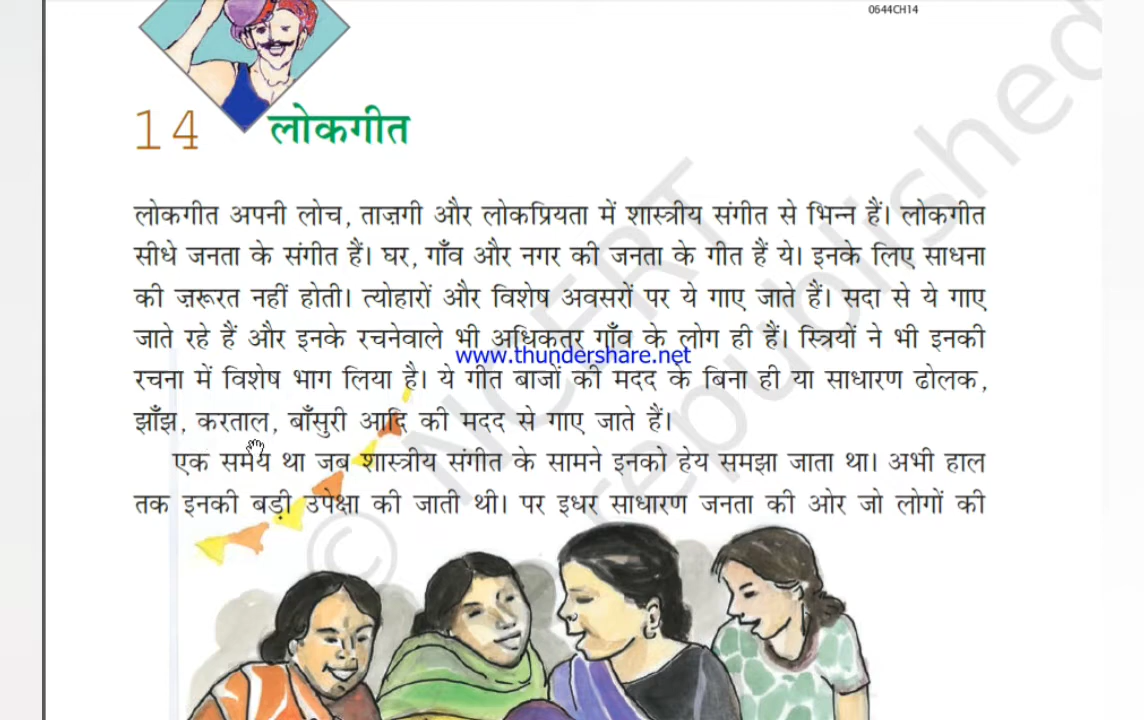 0644CH14
14 लोकगीत
लोकगीत अपनी लोच, ताज़गी और लोकप्रियता में शास्त्रीय संगीत से भिन्न हैं। लोकगीत
सीधे जनता के संगीत हैं। घर, गाँव और नगर की जनता के गीत हैं ये। इनके लिए साधना
की ज़रूरत नहीं होती। त्योहारों और विशेष अवसरों पर ये गाए जाते हैं। सदा से ये गाए
जाते रहे हैं और इनके रचनेवाले भी अधिकतर गाँव के लोग ही हैं। स्त्रियों ने भी इनकी
www.thundershare.net
रचना में विशेष भाग लिया है। ये गीत बाजों की मदद के बिना ही या साधारण ढोलक,
झाँझ, करताल, बाँसुरी आदि की मदद से गाए जाते हैं।
एक समय था जब शास्त्रीय संगीत के सामने इनको हेय समझा जाता था। अभी हाल
तक इनकी बड़ी उपेक्षा की जाती थी। पर इधर साधारण जनता की ओर जो लोगों की
© NCERT
republished